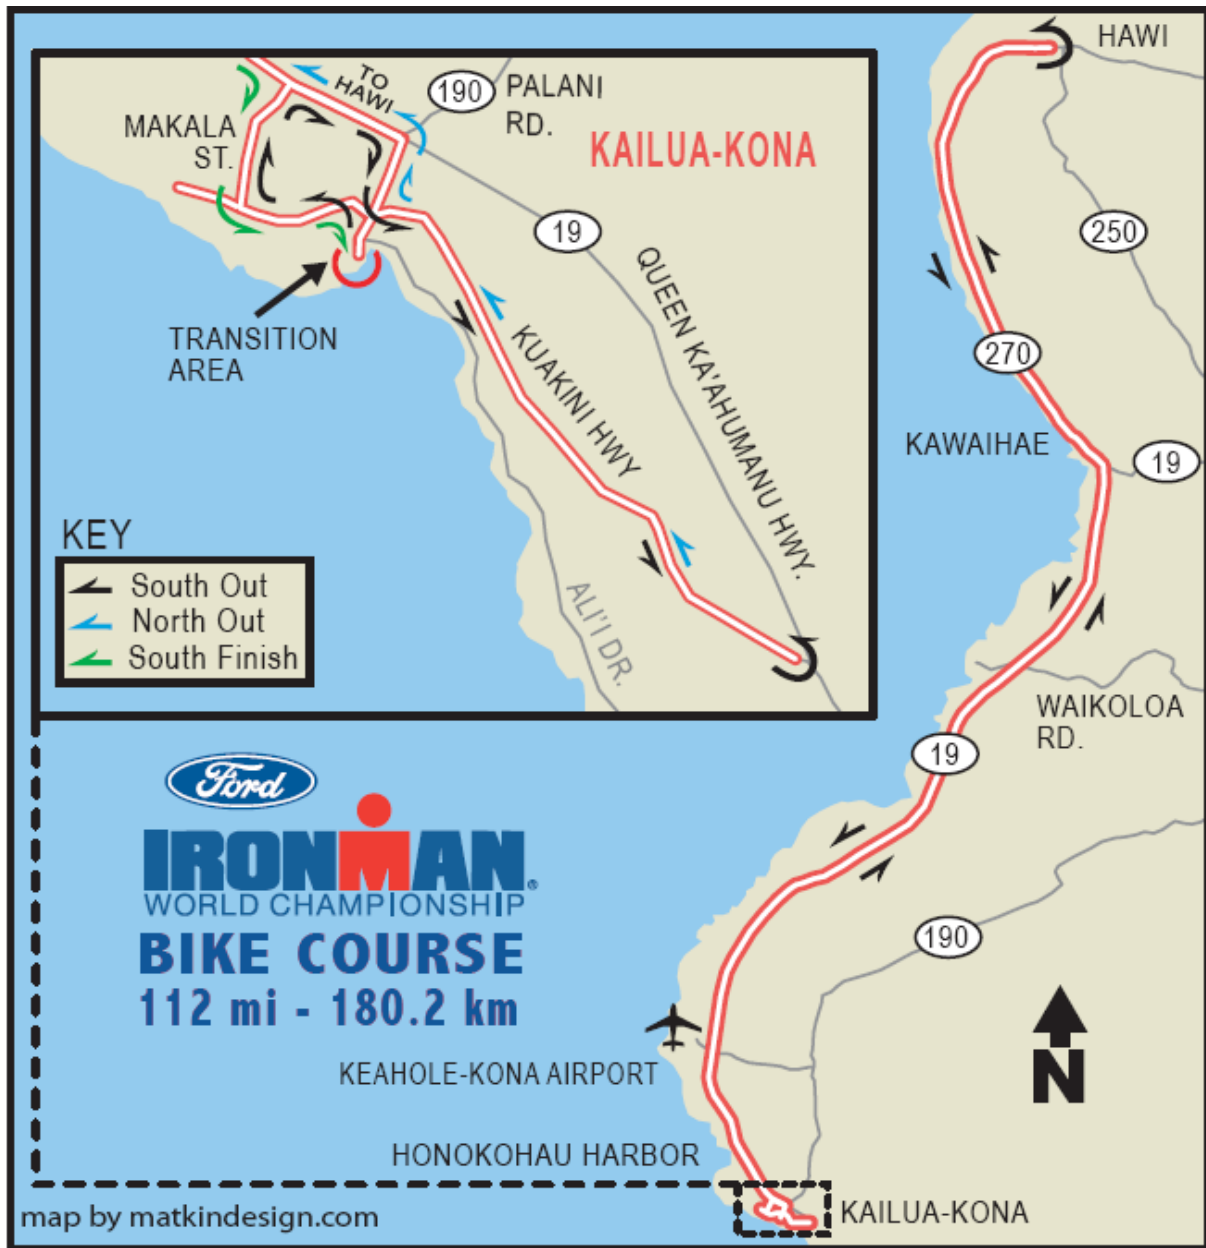 HAWI
TO
HAWI
190
PALANI
RD.
MAKALA
ST.
KAILUA-KONA
19
250
QUEEN KA'AHUMANU HWY.
TRANSITION
AREA
KUAKINI HWY
270
KAWAIHAE
19
KEY
South Out
North Out
South Finish
ALI'I DR.
WAIKOLOA
RD.
19
Ford
IRONMAN®
WORLD CHAMPIONSHIP
BIKE COURSE
112 mi - 180.2 km
190
KEAHOLE-KONA AIRPORT
N
HONOKOHAU HARBOR
KAILUA-KONA
map by matkindesign.com